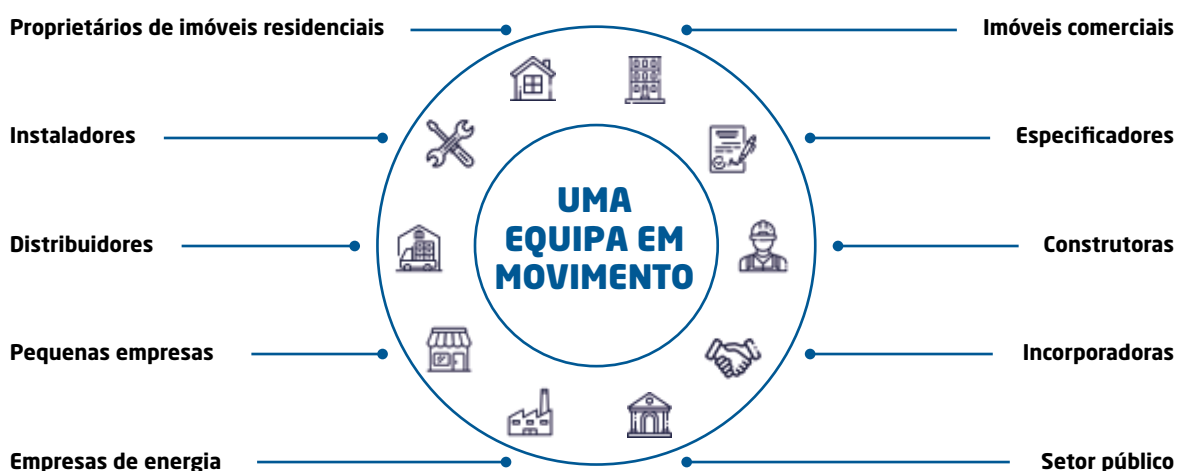 Proprietários de imóveis residenciais
Imóveis comerciais
Instaladores
Especificadores
UMA
EQUIPA EM
MOVIMENTO
Distribuidores
Construtoras
Pequenas empresas
Incorporadoras
Empresas de energia
Setor público